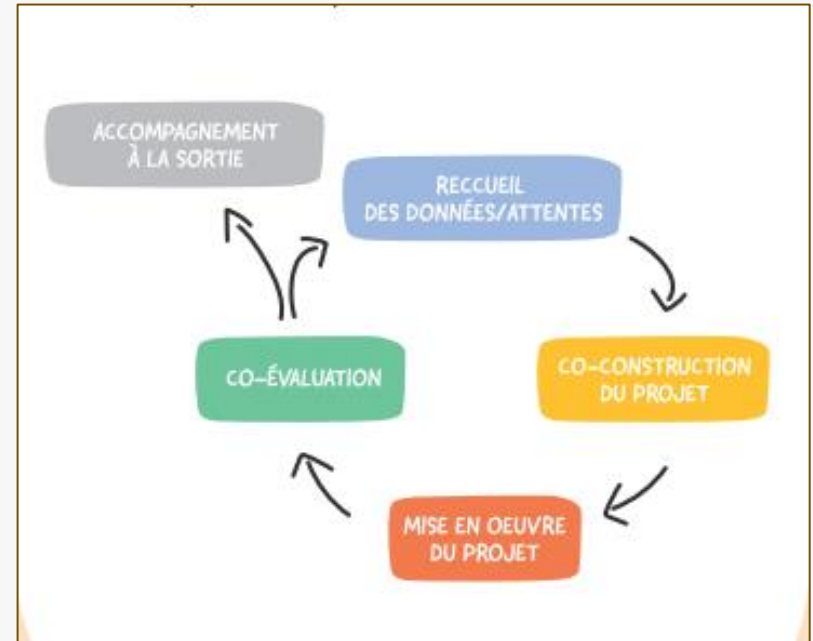 ACCOMPAGNEMENT
À LA SORTIE
RECCUEIL
DES DONNÉES/ATTENTES
CO-ÉVALUATION
CO-CONSTRUCTION
DU PROJET
MISE EN OEUVRE
DU PROJET